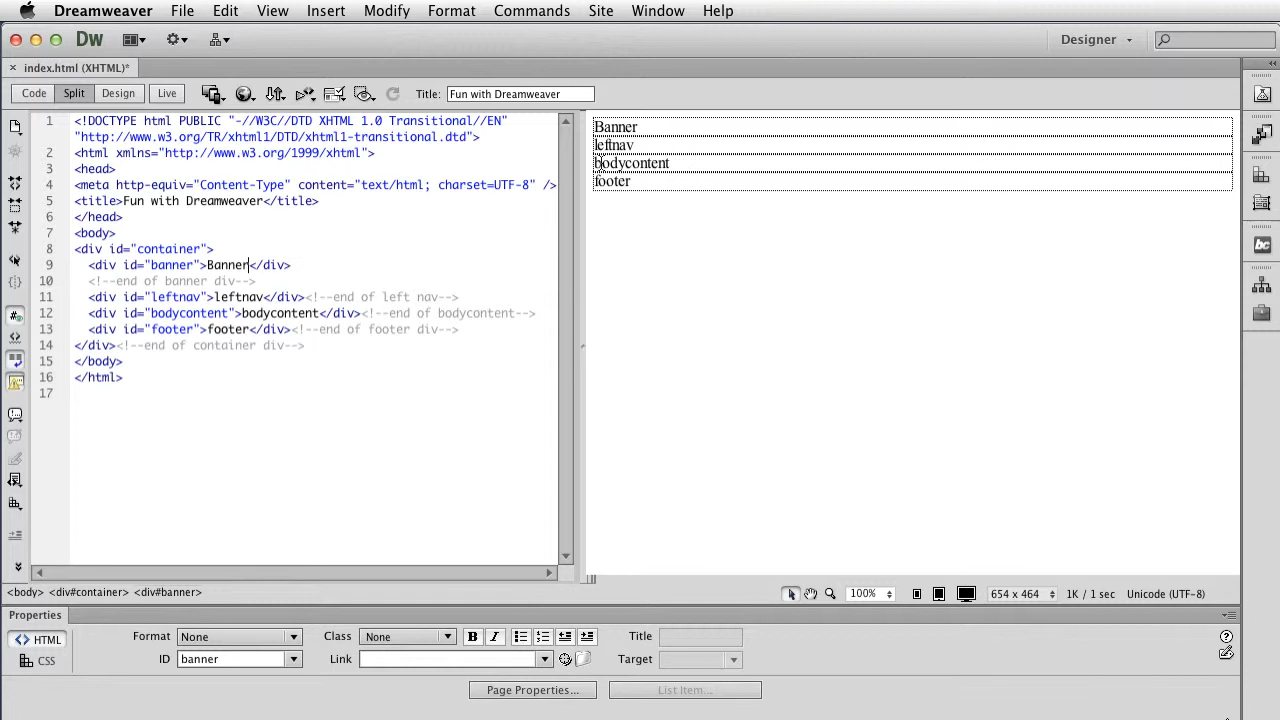 Dreamweaver File Edit View Insert Modify Format Commands Site Window Help
Dw Designer
index.html (XHTML)*
Code Split Design Live Title: Fun with Dreamweaver
1 <!DOCTYPE html PUBLIC "-//W3C//DTD XHTML 1.0 Transitional//EN"
"http://www.w3.org/TR/xhtml1/DTD/xhtml1-transitional.dtd">
2 <html xmlns="http://www.w3.org/1999/xhtml">
3 <head>
4 <meta http-equiv="Content-Type" content="text/html; charset=UTF-8" />
5 <title>Fun with Dreamweaver</title>
6 </head>
7 <body>
8 <div id="container">
9 <div id="banner">Banner</div>
10 <!--end of banner div-->
11 <div id="leftnav">leftnav</div><!--end of left nav-->
12 <div id="bodycontent">bodycontent</div><!--end of bodycontent-->
13 <div id="footer">footer</div><!--end of footer div-->
14 </div><!--end of container div-->
15 </body>
16 </html>
17
Banner
leftnav
bodycontent
footer
bc
<body> <div#container> <div#banner> 100% 654 x 464 1K / 1 sec Unicode (UTF-8)
Properties
<> HTML Format None Class None B I Title
CSS ID banner Link Target
Page Properties... List Item...